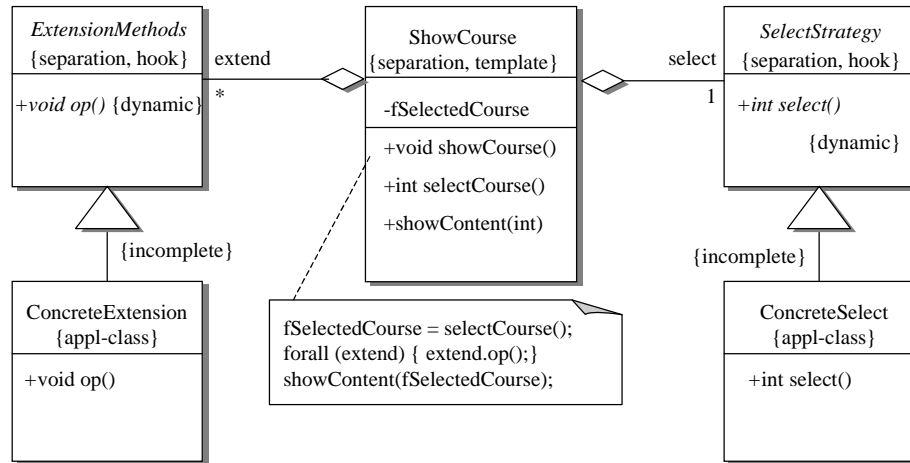 ExtensionMethods
{separation, hook}
+void op() {dynamic}
extend
*
ShowCourse
{separation, template}
-fSelectedCourse
+void showCourse()
+int selectCourse()
+showContent(int)
select
1
SelectStrategy
{separation, hook}
+int select()
{dynamic}
{incomplete}
{incomplete}
ConcreteExtension
{appl-class}
+void op()
fSelectedCourse = selectCourse();
forall (extend) { extend.op();}
showContent(fSelectedCourse);
ConcreteSelect
{appl-class}
+int select()